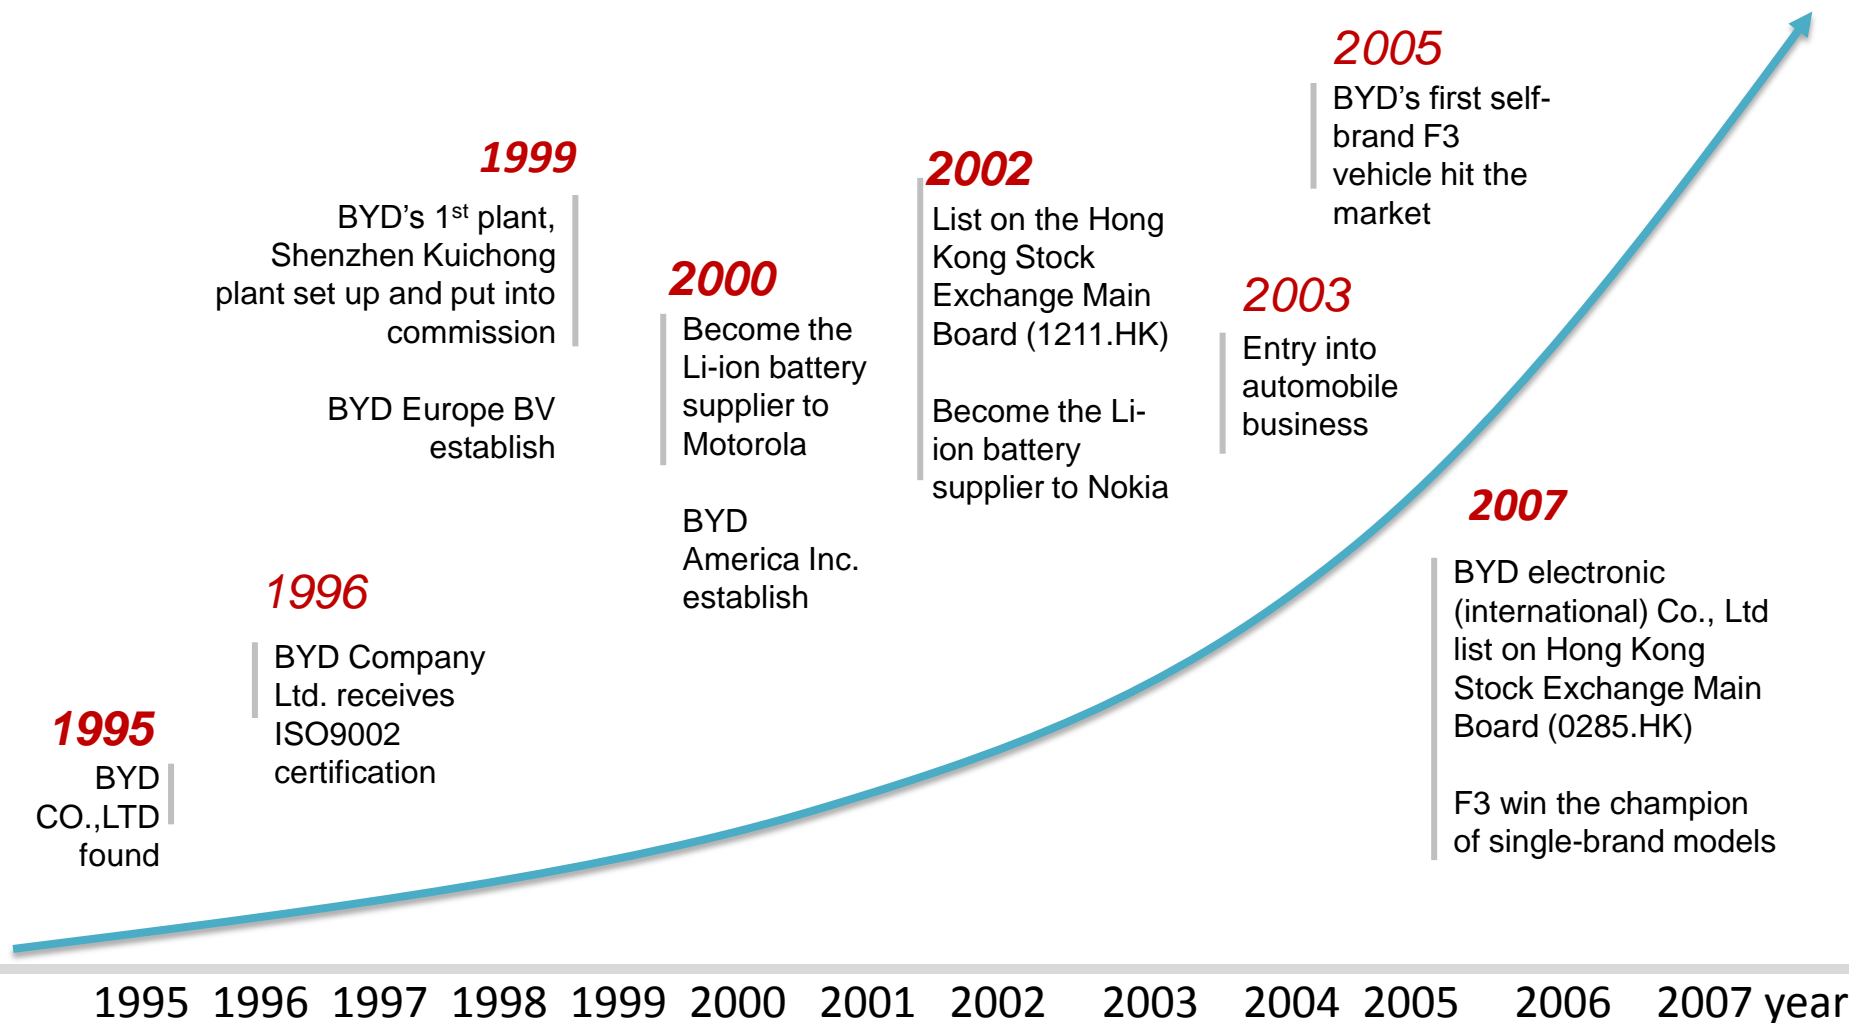 1995
BYD
CO.,LTD
found
1996
BYD Company
Ltd. receives
ISO9002
certification
1999
BYD’s 1st plant,
Shenzhen Kuichong
plant set up and put into
commission
BYD Europe BV
establish
2000
Become the
Li-ion battery
supplier to
Motorola
BYD
America Inc.
establish
2002
List on the Hong
Kong Stock
Exchange Main
Board (1211.HK)
Become the Li-
ion battery
supplier to Nokia
2003
Entry into
automobile
business
2005
BYD’s first self-
brand F3
vehicle hit the
market
2007
BYD electronic
(international) Co., Ltd
list on Hong Kong
Stock Exchange Main
Board (0285.HK)
F3 win the champion
of single-brand models
1995 1996 1997 1998 1999 2000 2001 2002 2003 2004 2005 2006 2007 year